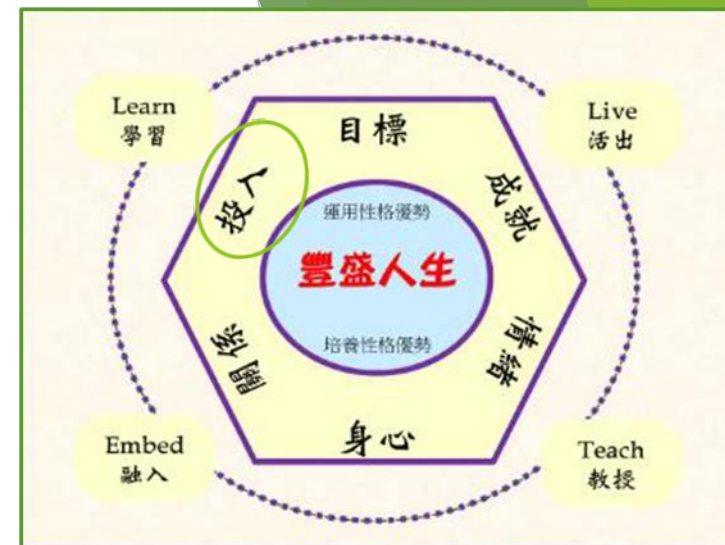 Learn
學習
Live
活出
目標
投入
成就
運用性格優勢
豐盛人生
培養性格優勢
關係
情緒
身心
Embed
融入
Teach
教授